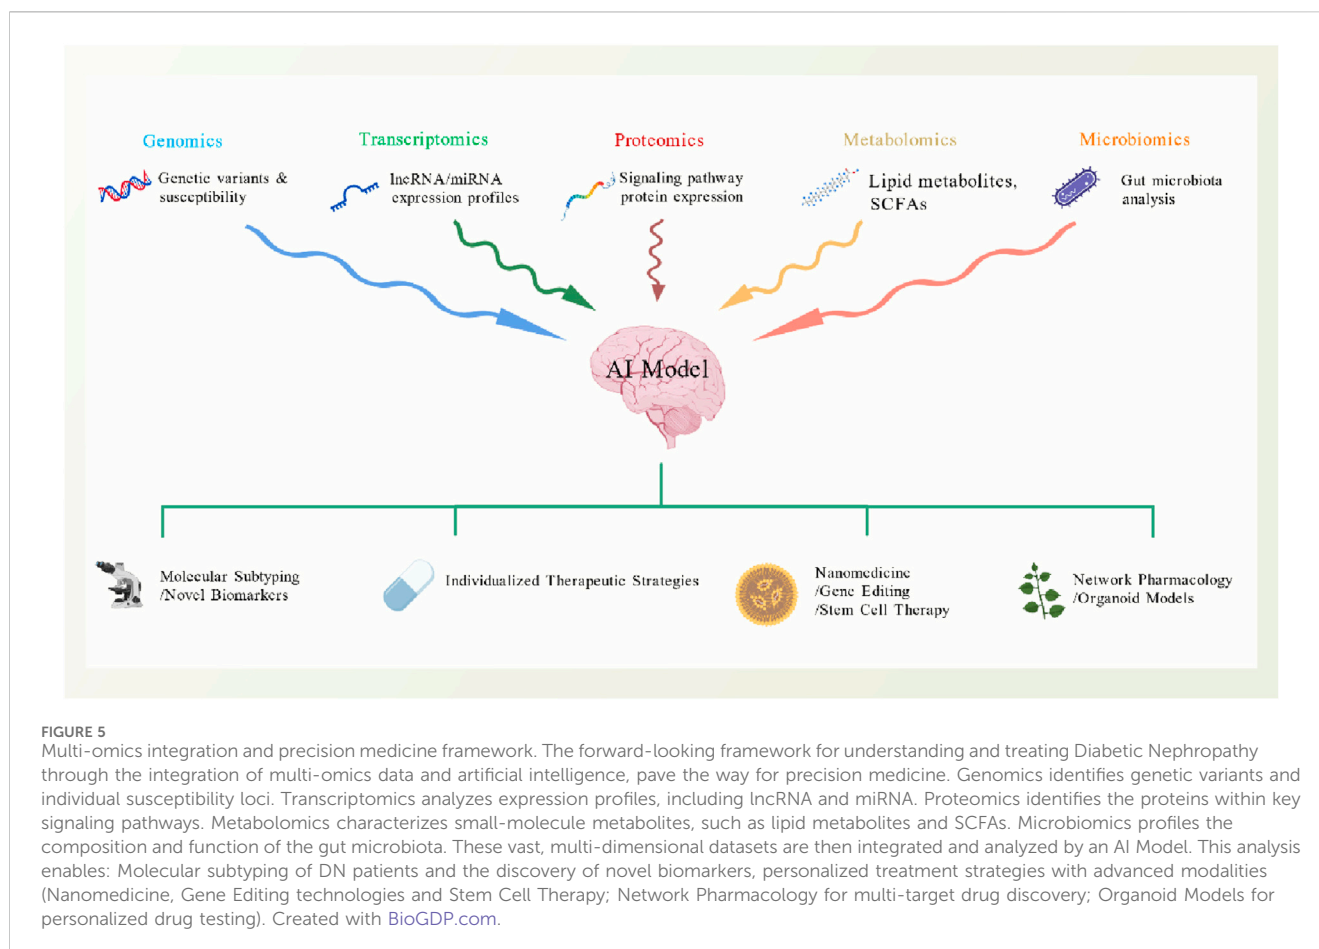 Genomics
Transcriptomics
Proteomics
Metabolomics
Microbiomics
Genetic variants &
susceptibility
lncRNA/miRNA
expression profiles
Signaling pathway
protein expression
Lipid metabolites,
SCFAs
Gut microbiota
analysis
AI Model
Molecular Subtyping
/Novel Biomarkers
Individualized Therapeutic Strategies
Nanomedicine
/Gene Editing
/Stem Cell Therapy
Network Pharmacology
/Organoid Models
FIGURE 5
Multi-omics integration and precision medicine framework. The forward-looking framework for understanding and treating Diabetic Nephropathy
through the integration of multi-omics data and artificial intelligence, pave the way for precision medicine. Genomics identifies genetic variants and
individual susceptibility loci. Transcriptomics analyzes expression profiles, including lncRNA and miRNA. Proteomics identifies the proteins within key
signaling pathways. Metabolomics characterizes small-molecule metabolites, such as lipid metabolites and SCFAs. Microbiomics profiles the
composition and function of the gut microbiota. These vast, multi-dimensional datasets are then integrated and analyzed by an AI Model. This analysis
enables: Molecular subtyping of DN patients and the discovery of novel biomarkers, personalized treatment strategies with advanced modalities
(Nanomedicine, Gene Editing technologies and Stem Cell Therapy; Network Pharmacology for multi-target drug discovery; Organoid Models for
personalized drug testing). Created with BioGDP.com.